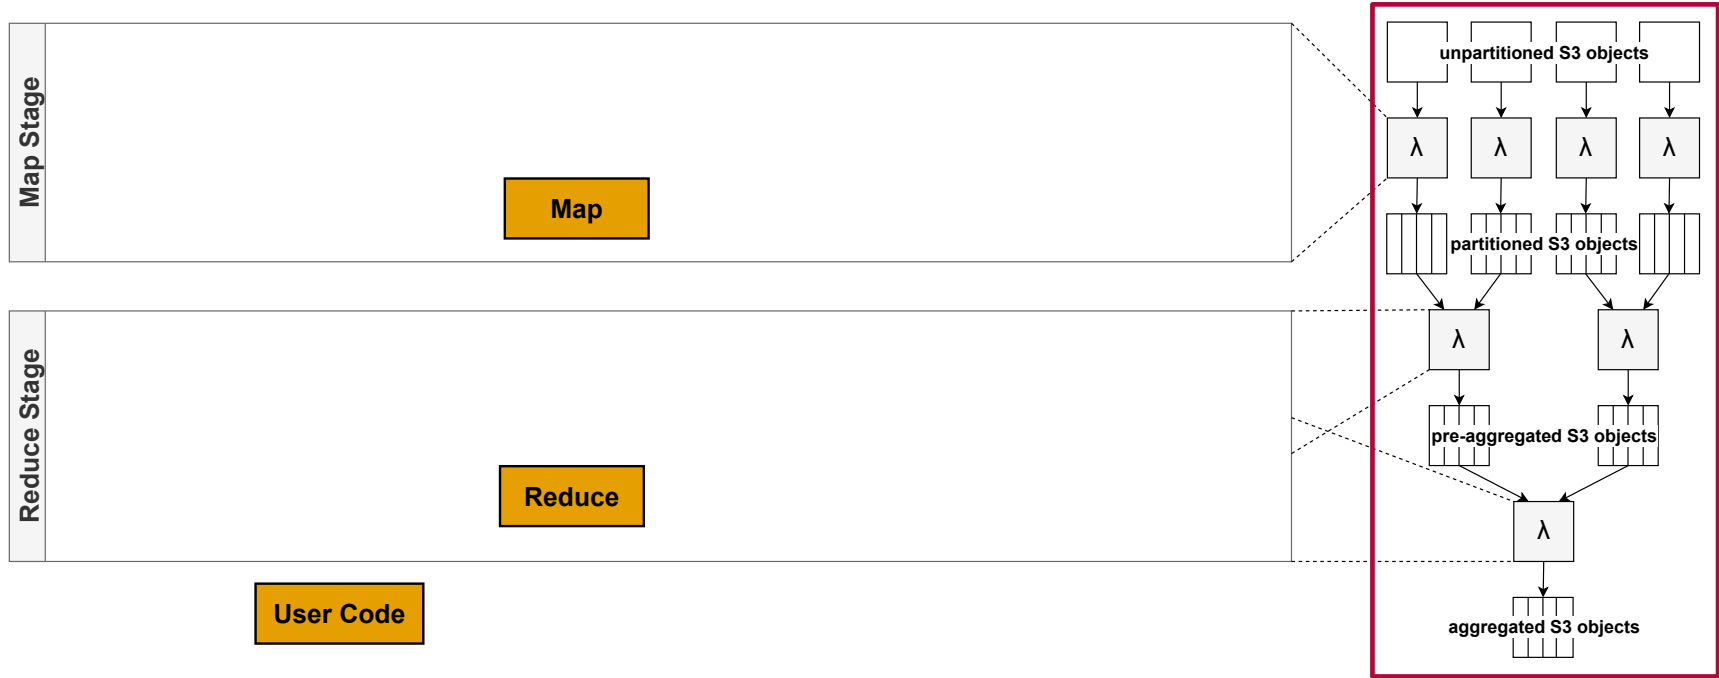 Map Stage
Map
Reduce Stage
Reduce
User Code
unpartitioned S3 objects
λ λ λ λ
partitioned S3 objects
λ λ
pre-aggregated S3 objects
λ
aggregated S3 objects